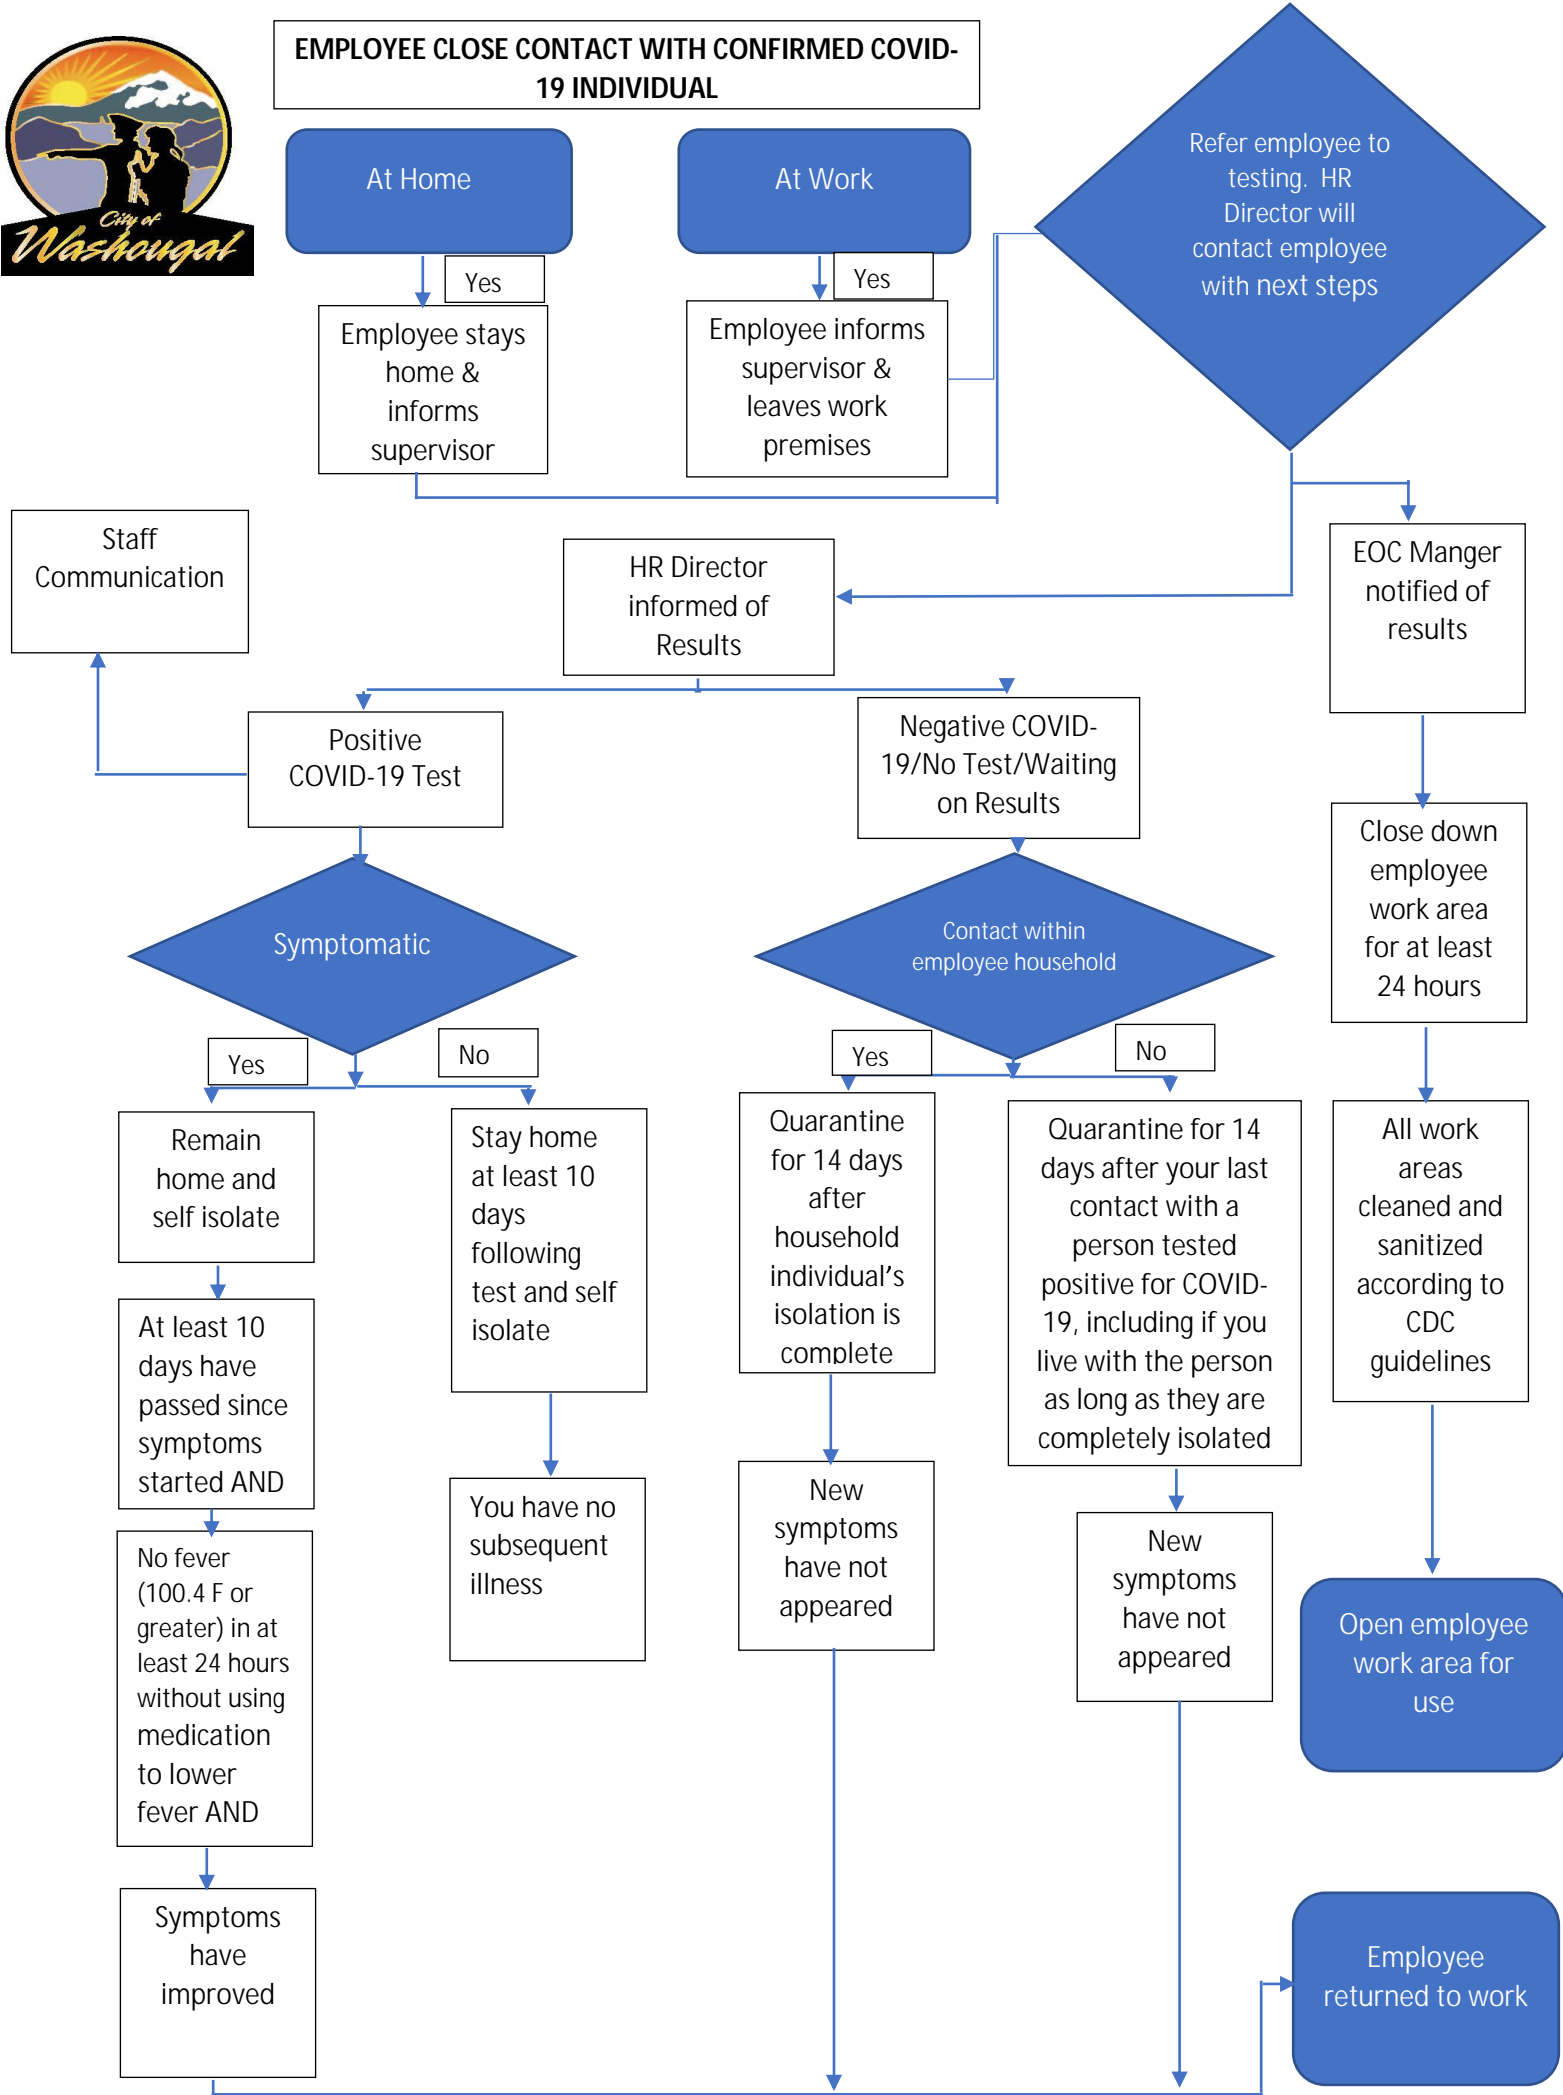 City of
Washougal
EMPLOYEE CLOSE CONTACT WITH CONFIRMED COVID-
19 INDIVIDUAL
At Home
At Work
Refer employee to
testing. HR
Director will
contact employee
with next steps
Yes
Yes
Employee stays
home &
informs
supervisor
Employee informs
supervisor &
leaves work
premises
Staff
Communication
HR Director
informed of
Results
EOC Manger
notified of
results
Positive
COVID-19 Test
Negative COVID-
19/No Test/Waiting
on Results
Close down
employee
work area
for at least
24 hours
Symptomatic
Contact within
employee household
Yes
No
Yes
No
Remain
home and
self isolate
Stay home
at least 10
days
following
test and self
isolate
Quarantine
for 14 days
after
household
individual's
isolation is
complete
Quarantine for 14
days after your last
contact with a
person tested
positive for COVID-
19, including if you
live with the person
as long as they are
completely isolated
All work
areas
cleaned and
sanitized
according to
CDC
guidelines
At least 10
days have
passed since
symptoms
started AND
You have no
subsequent
illness
New
symptoms
have not
appeared
New
symptoms
have not
appeared
No fever
(100.4 F or
greater) in at
least 24 hours
without using
medication
to lower
fever AND
Open employee
work area for
use
Symptoms
have
improved
Employee
returned to work